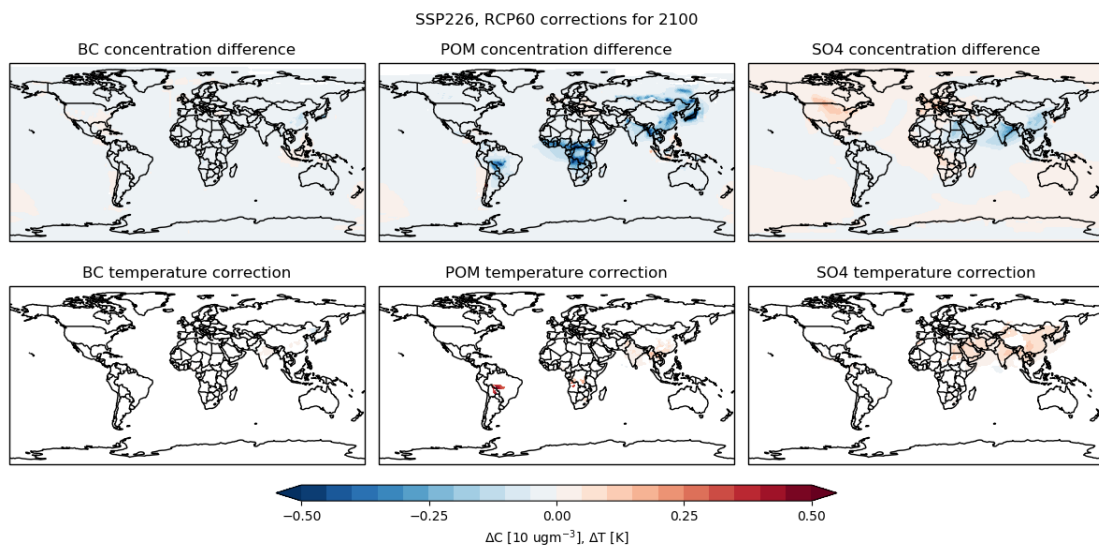 SSP226, RCP60 corrections for 2100
BC concentration difference
POM concentration difference
SO4 concentration difference
BC temperature correction
POM temperature correction
SO4 temperature correction
−0.50 −0.25 0.00 0.25 0.50
ΔC [10 ugm⁻³], ΔT [K]